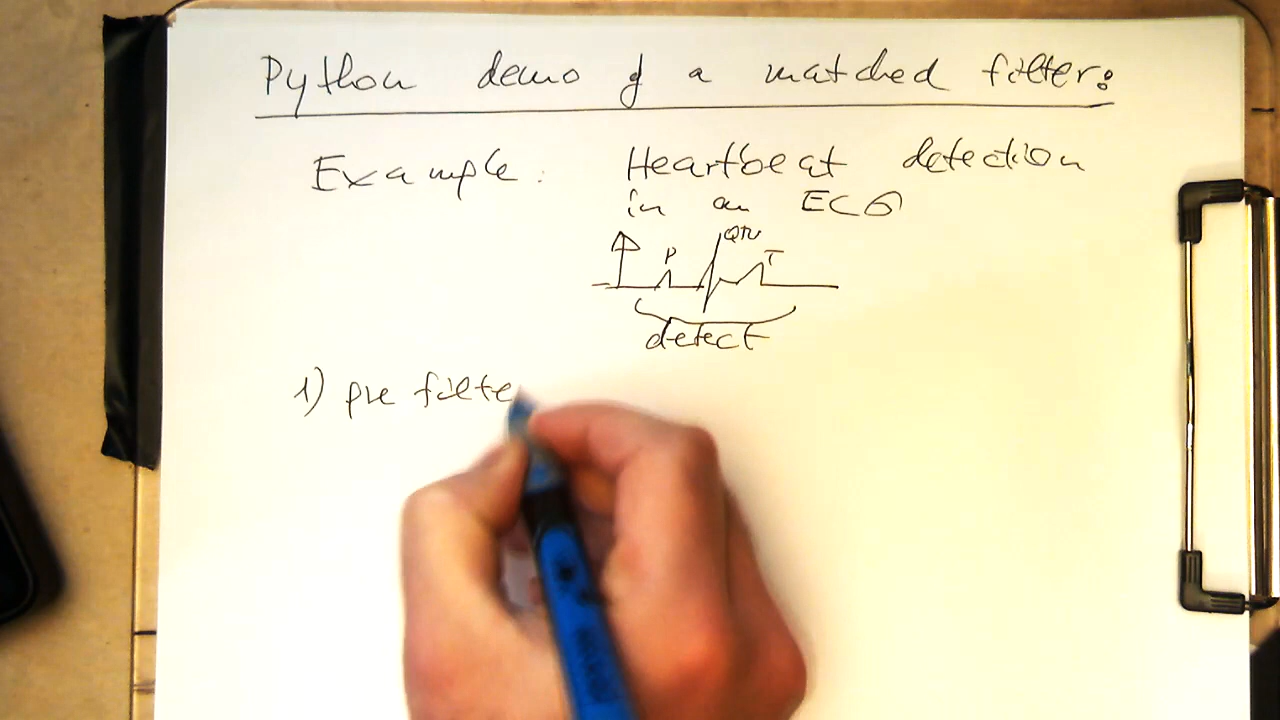 Python demo of a matched filter:
Example: Heartbeat detection
in an ECG
P QRS T
detect
1) pre filte